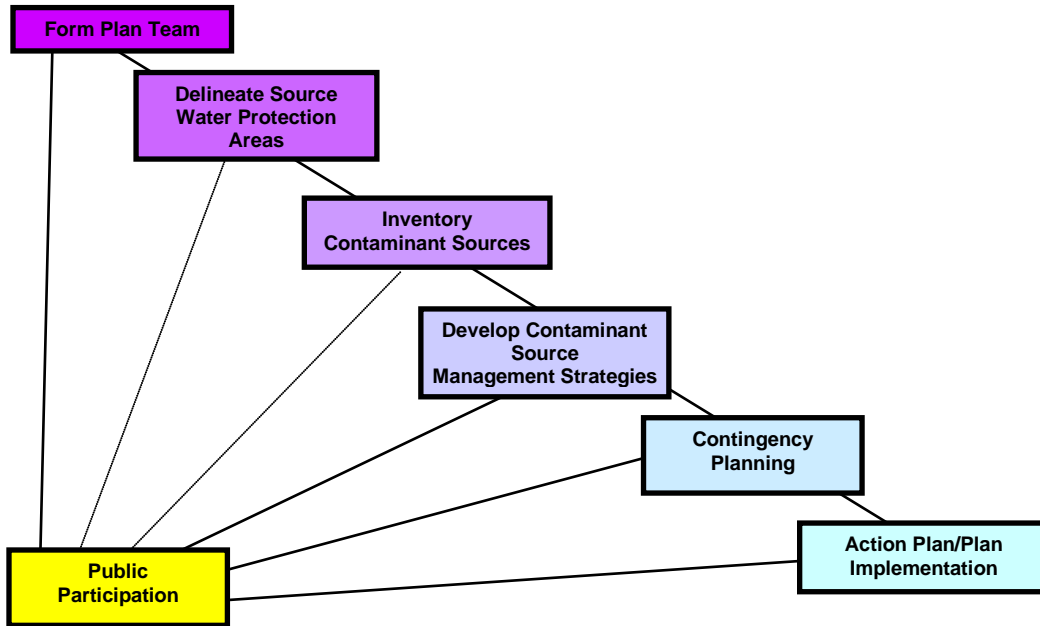 Form Plan Team
Delineate Source
Water Protection
Areas
Inventory
Contaminant Sources
Develop Contaminant
Source
Management Strategies
Contingency
Planning
Action Plan/Plan
Implementation
Public
Participation